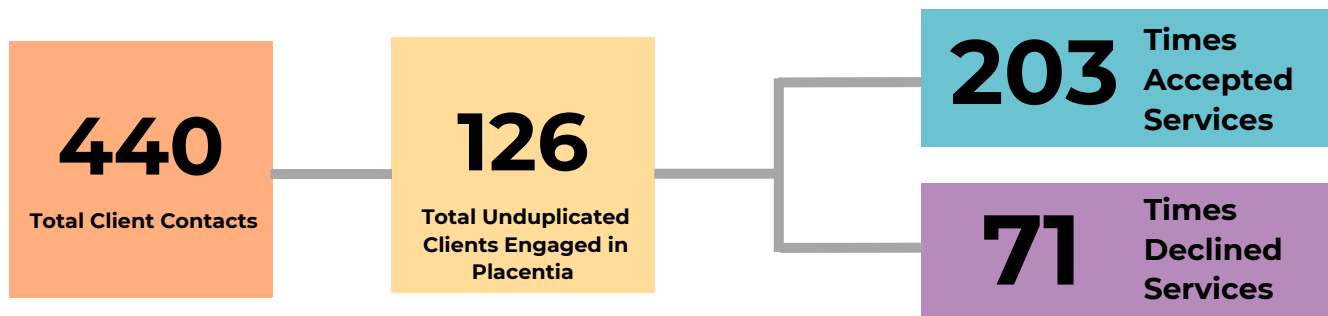 440
Total Client Contacts
126
Total Unduplicated
Clients Engaged in
Placentia
203
Times
Accepted
Services
71
Times
Declined
Services